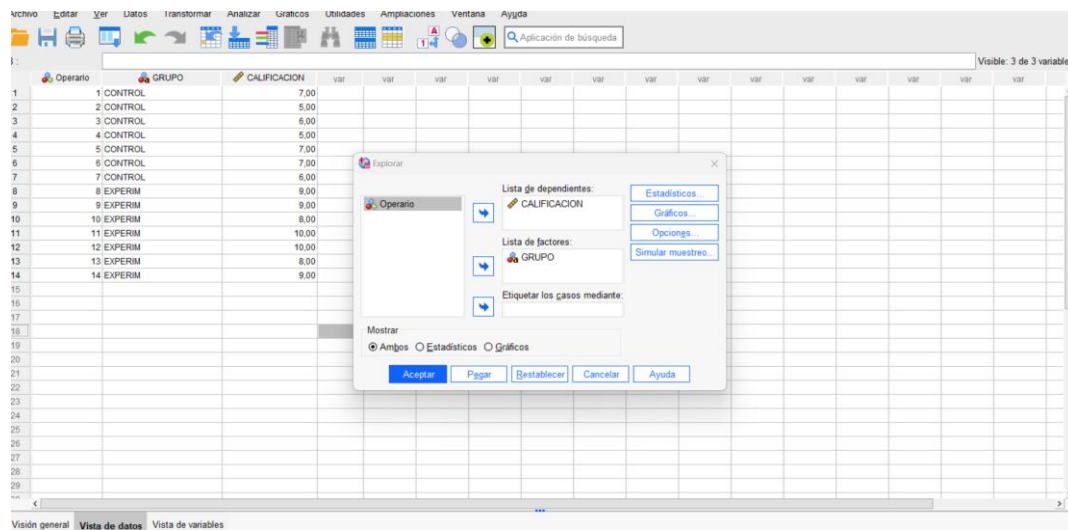 Archivo Editar Ver Datos Transformar Analizar Gráficos Utilidades Ampliaciones Ventana Ayuda
Aplicación de búsqueda
Visible: 3 de 3 variable
Operario GRUPO CALIFICACION var var var var var var var var var var var var var var
1 1 CONTROL 7,00
2 2 CONTROL 5,00
3 3 CONTROL 6,00
4 4 CONTROL 5,00
5 5 CONTROL 7,00
6 6 CONTROL 7,00
7 7 CONTROL 6,00
8 8 EXPERIM 9,00
9 9 EXPERIM 9,00
10 10 EXPERIM 8,00
11 11 EXPERIM 10,00
12 12 EXPERIM 10,00
13 13 EXPERIM 8,00
14 14 EXPERIM 9,00
15
16
17
18
19
20
21
22
23
24
25
26
27
28
29
Explorar
Operario
Lista de dependientes:
CALIFICACION
Lista de factores:
GRUPO
Etiquetar los casos mediante:
Estadísticos...
Gráficos...
Opciones...
Simular muestreo...
Mostrar
Ambos Estadísticos Gráficos
Aceptar Pegar Restablecer Cancelar Ayuda
Visión general Vista de datos Vista de variables